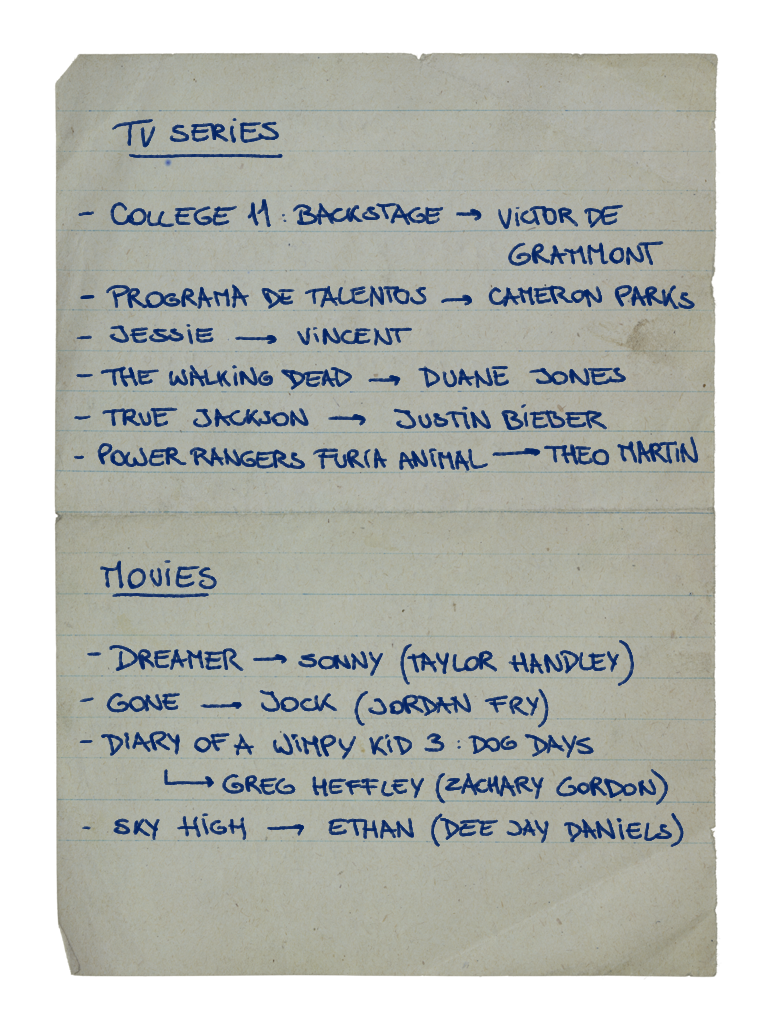 TV SERIES
- COLLEGE 11 : BACKSTAGE → VICTOR DE
GRAMMONT
- PROGRAMA DE TALENTOS → CAMERON PARKS
- JESSIE → VINCENT
- THE WALKING DEAD → DUANE JONES
- TRUE JACKSON → JUSTIN BIEBER
- POWER RANGERS FURIA ANIMAL → THEO MARTIN
MOVIES
- DREAMER → SONNY (TAYLOR HANDLEY)
- GONE → JOCK (JORDAN FRY)
- DIARY OF A WIMPY KID 3 : DOG DAYS
↳ GREG HEFFLEY (ZACHARY GORDON)
- SKY HIGH → ETHAN (DEE JAY DANIELS)